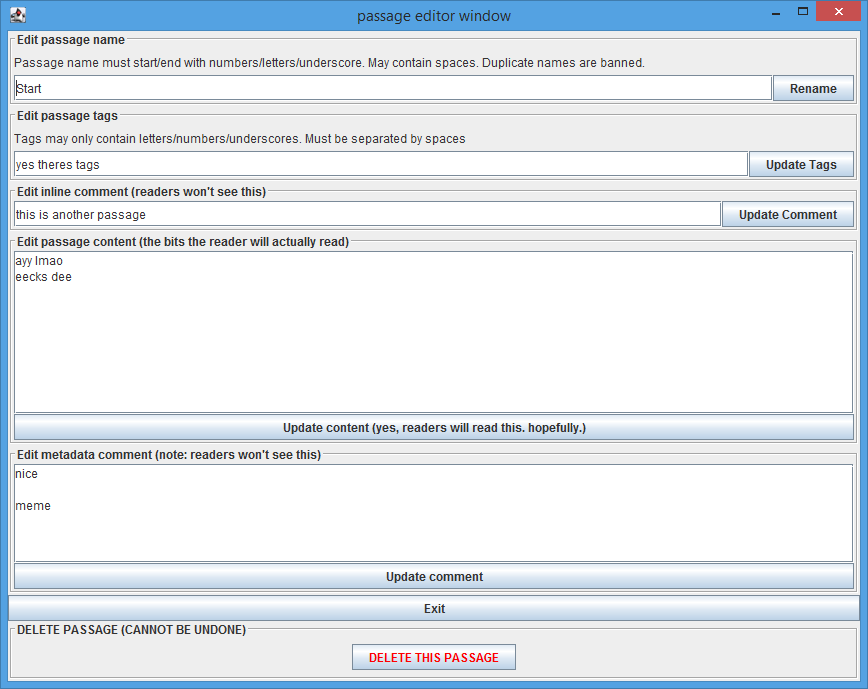 passage editor window
Edit passage name
Passage name must start/end with numbers/letters/underscore. May contain spaces. Duplicate names are banned.
Start Rename
Edit passage tags
Tags may only contain letters/numbers/underscores. Must be separated by spaces
yes theres tags Update Tags
Edit inline comment (readers won't see this)
this is another passage Update Comment
Edit passage content (the bits the reader will actually read)
ayy lmao
eecks dee
Update content (yes, readers will read this. hopefully.)
Edit metadata comment (note: readers won't see this)
nice
meme
Update comment
Exit
DELETE PASSAGE (CANNOT BE UNDONE)
DELETE THIS PASSAGE